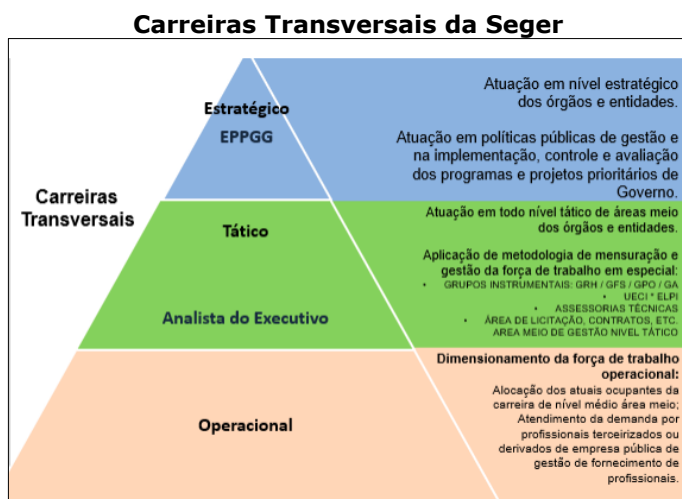 Carreiras Transversais da Seger
Carreiras
Transversais
Estratégico
EPPGG
Atuação em nível estratégico
dos órgãos e entidades.
Atuação em políticas públicas de gestão e
na implementação, controle e avaliação
dos programas e projetos prioritários de
Governo.
Tático
Analista do Executivo
Atuação em todo nível tático de áreas meio
dos órgãos e entidades.
Aplicação de metodologia de mensuração e
gestão da força de trabalho em especial:
• GRUPOS INSTRUMENTAIS: GRH / GFS / GPO / GA
• UECI * ELPI
• ASSESSORIAS TÉCNICAS
• ÁREA DE LICITAÇÃO, CONTRATOS, ETC.
AREA MEIO DE GESTÃO NIVEL TÁTICO
Operacional
Dimensionamento da força de trabalho
operacional:
Alocação dos atuais ocupantes da
carreira de nível médio área meio;
Atendimento da demanda por
profissionais terceirizados ou
derivados de empresa pública de
gestão de fornecimento de
profissionais.